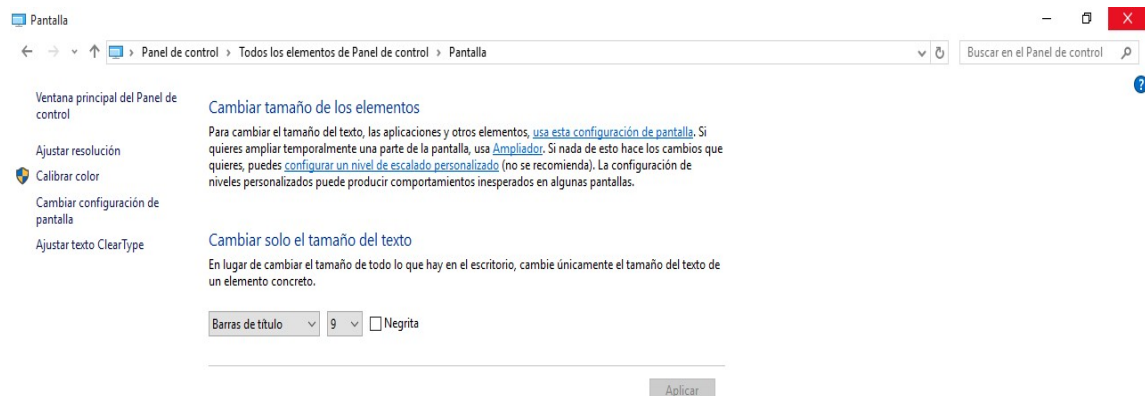 Pantalla
Panel de control > Todos los elementos de Panel de control > Pantalla
Buscar en el Panel de control
Ventana principal del Panel de
control
Ajustar resolución
Calibrar color
Cambiar configuración de
pantalla
Ajustar texto ClearType
Cambiar tamaño de los elementos
Para cambiar el tamaño del texto, las aplicaciones y otros elementos, usa esta configuración de pantalla. Si
quieres ampliar temporalmente una parte de la pantalla, usa Ampliador. Si nada de esto hace los cambios que
quieres, puedes configurar un nivel de escalado personalizado (no se recomienda). La configuración de
niveles personalizados puede producir comportamientos inesperados en algunas pantallas.
Cambiar solo el tamaño del texto
En lugar de cambiar el tamaño de todo lo que hay en el escritorio, cambie únicamente el tamaño del texto de
un elemento concreto.
Barras de título 9 Negrita
Aplicar